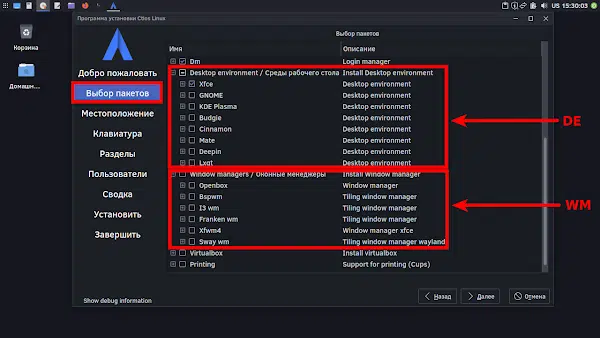 US 15:30:03
Программа установки Ctlos Linux
Корзина
Домашн...
Добро пожаловать
Выбор пакетов
Местоположение
Клавиатура
Разделы
Пользователи
Сводка
Установить
Завершить
Show debug information
Выбор пакетов
Имя Описание
Dm Login manager
Desktop environment / Среды рабочего стола Install Desktop environment
Xfce Desktop environment
GNOME Desktop environment
KDE Plasma Desktop environment
Budgie Desktop environment
Cinnamon Desktop environment
Mate Desktop environment
Deepin Desktop environment
Lxqt Desktop environment
Window managers / Оконные менеджеры Install Window manager
Openbox Window manager
Bspwm Tiling window manager
I3 wm Tiling window manager
Franken wm Tiling window manager
Xfwm4 Window manager xfce
Sway wm Tiling window manager wayland
Virtualbox Install virtualbox
Printing Support for printing (Cups)
DE
WM
Назад Далее Отмена